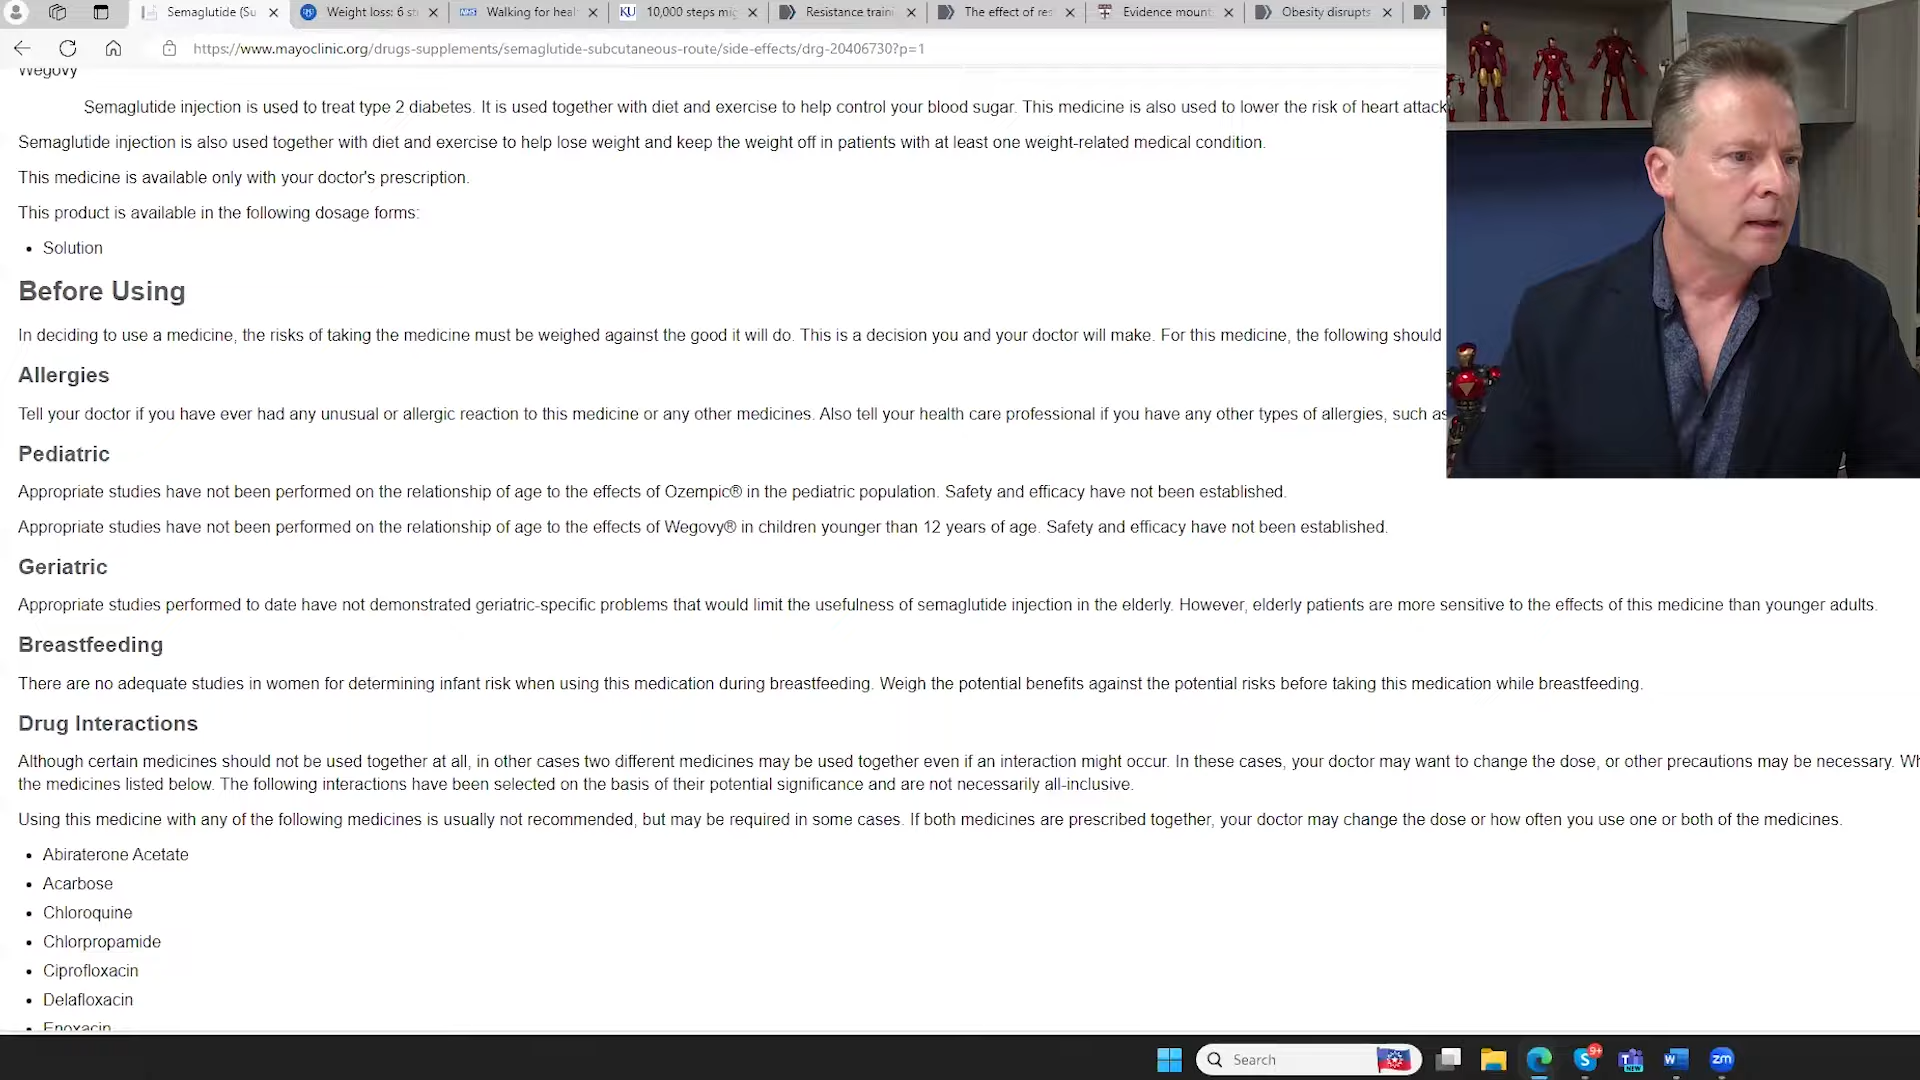 Semaglutide (Su
Weight loss: 6 st
Walking for heal
10,000 steps mig
Resistance traini
The effect of res
Evidence mount
Obesity disrupts
https://www.mayoclinic.org/drugs-supplements/semaglutide-subcutaneous-route/side-effects/drg-20406730?p=1
Wegovy
Semaglutide injection is used to treat type 2 diabetes. It is used together with diet and exercise to help control your blood sugar. This medicine is also used to lower the risk of heart attack
Semaglutide injection is also used together with diet and exercise to help lose weight and keep the weight off in patients with at least one weight-related medical condition.
This medicine is available only with your doctor's prescription.
This product is available in the following dosage forms:
• Solution
Before Using
In deciding to use a medicine, the risks of taking the medicine must be weighed against the good it will do. This is a decision you and your doctor will make. For this medicine, the following should
Allergies
Tell your doctor if you have ever had any unusual or allergic reaction to this medicine or any other medicines. Also tell your health care professional if you have any other types of allergies, such as
Pediatric
Appropriate studies have not been performed on the relationship of age to the effects of Ozempic® in the pediatric population. Safety and efficacy have not been established.
Appropriate studies have not been performed on the relationship of age to the effects of Wegovy® in children younger than 12 years of age. Safety and efficacy have not been established.
Geriatric
Appropriate studies performed to date have not demonstrated geriatric-specific problems that would limit the usefulness of semaglutide injection in the elderly. However, elderly patients are more sensitive to the effects of this medicine than younger adults.
Breastfeeding
There are no adequate studies in women for determining infant risk when using this medication during breastfeeding. Weigh the potential benefits against the potential risks before taking this medication while breastfeeding.
Drug Interactions
Although certain medicines should not be used together at all, in other cases two different medicines may be used together even if an interaction might occur. In these cases, your doctor may want to change the dose, or other precautions may be necessary. Wh
the medicines listed below. The following interactions have been selected on the basis of their potential significance and are not necessarily all-inclusive.
Using this medicine with any of the following medicines is usually not recommended, but may be required in some cases. If both medicines are prescribed together, your doctor may change the dose or how often you use one or both of the medicines.
• Abiraterone Acetate
• Acarbose
• Chloroquine
• Chlorpropamide
• Ciprofloxacin
• Delafloxacin
• Enoxacin
Search